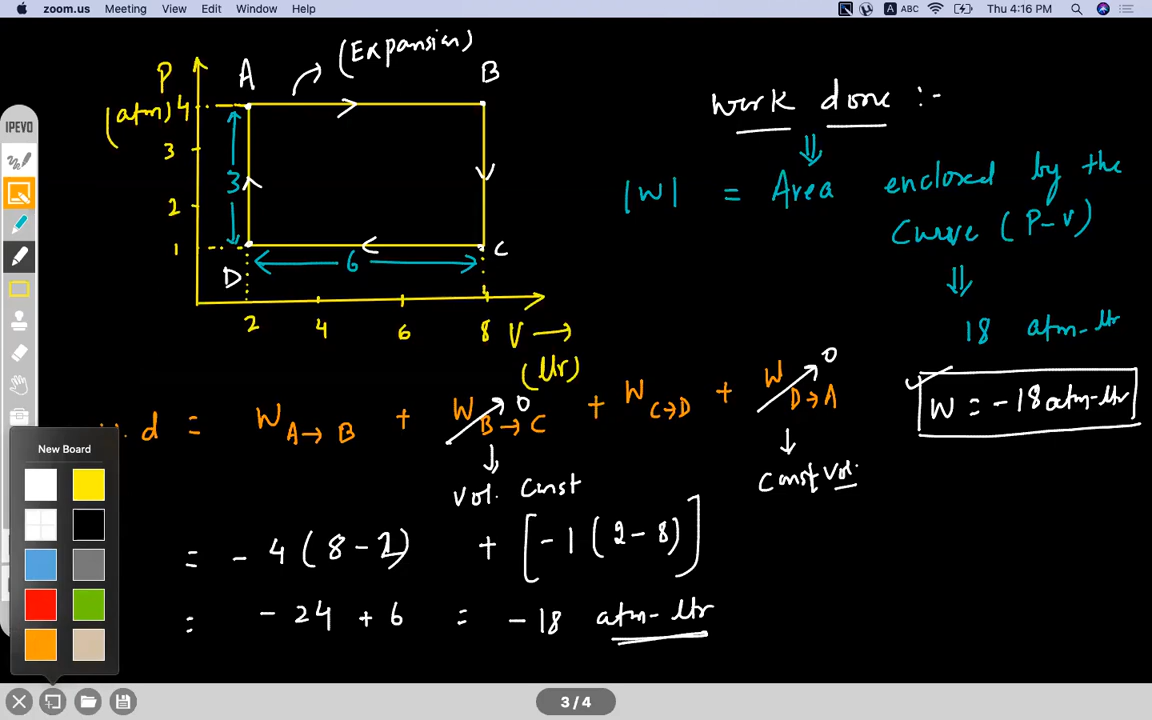 zoom.us Meeting View Edit Window Help
ABC Thu 4:16 PM
IPEVO
(Expansion)
P
(atm)
A B
4
3
2
1
3
6
D C
2 4 6 8 V
(ltr)
work done :-
|W| = Area enclosed by the
Curve (P-V)
18 atm-ltr
W = -18 atm-ltr
. d = W A→B + W B→C 0 + W C→D + W D→A 0
Vol. Const
Const Vol.
= - 4 ( 8 - 2 ) + [ - 1 ( 2 - 8 ) ]
= - 24 + 6 = - 18 atm-ltr
New Board
3 / 4